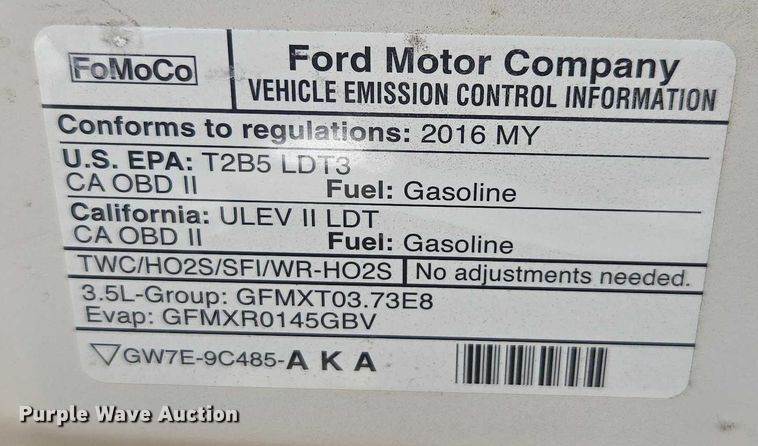 FoMoCo
Ford Motor Company
VEHICLE EMISSION CONTROL INFORMATION
Conforms to regulations: 2016 MY
U.S. EPA: T2B5 LDT3
CA OBD II Fuel: Gasoline
California: ULEV II LDT
CA OBD II Fuel: Gasoline
TWC/HO2S/SFI/WR-HO2S No adjustments needed.
3.5L-Group: GFMXT03.73E8
Evap: GFMXR0145GBV
GW7E-9C485-A K A
Purple Wave Auction